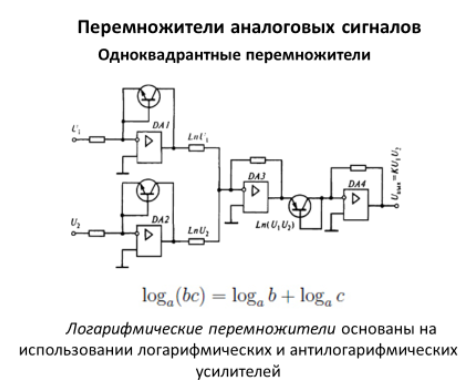 Перемножители аналоговых сигналов
Одноквадрантные перемножители
U₁
DA1
LnU₁
DA3
DA4
Uвых=KU₁U₂
U₂
DA2
LnU₂
Ln(U₁U₂)
logₐ(bc) = logₐ b + logₐ c
Логарифмические перемножители основаны на
использовании логарифмических и антилогарифмических
усилителей